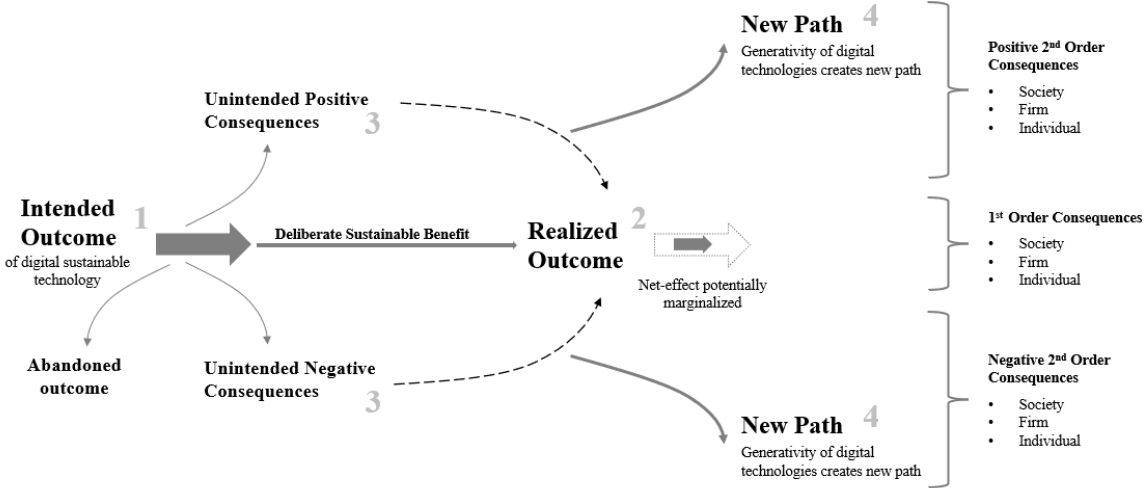 New Path 4
Generativity of digital
technologies creates new path
Positive 2nd Order
Consequences
• Society
• Firm
• Individual
Unintended Positive
Consequences 3
Intended
Outcome 1
of digital sustainable
technology
Deliberate Sustainable Benefit
Realized
Outcome 2
Net-effect potentially
marginalized
1st Order Consequences
• Society
• Firm
• Individual
Abandoned
outcome
Unintended Negative
Consequences 3
New Path 4
Generativity of digital
technologies creates new path
Negative 2nd Order
Consequences
• Society
• Firm
• Individual